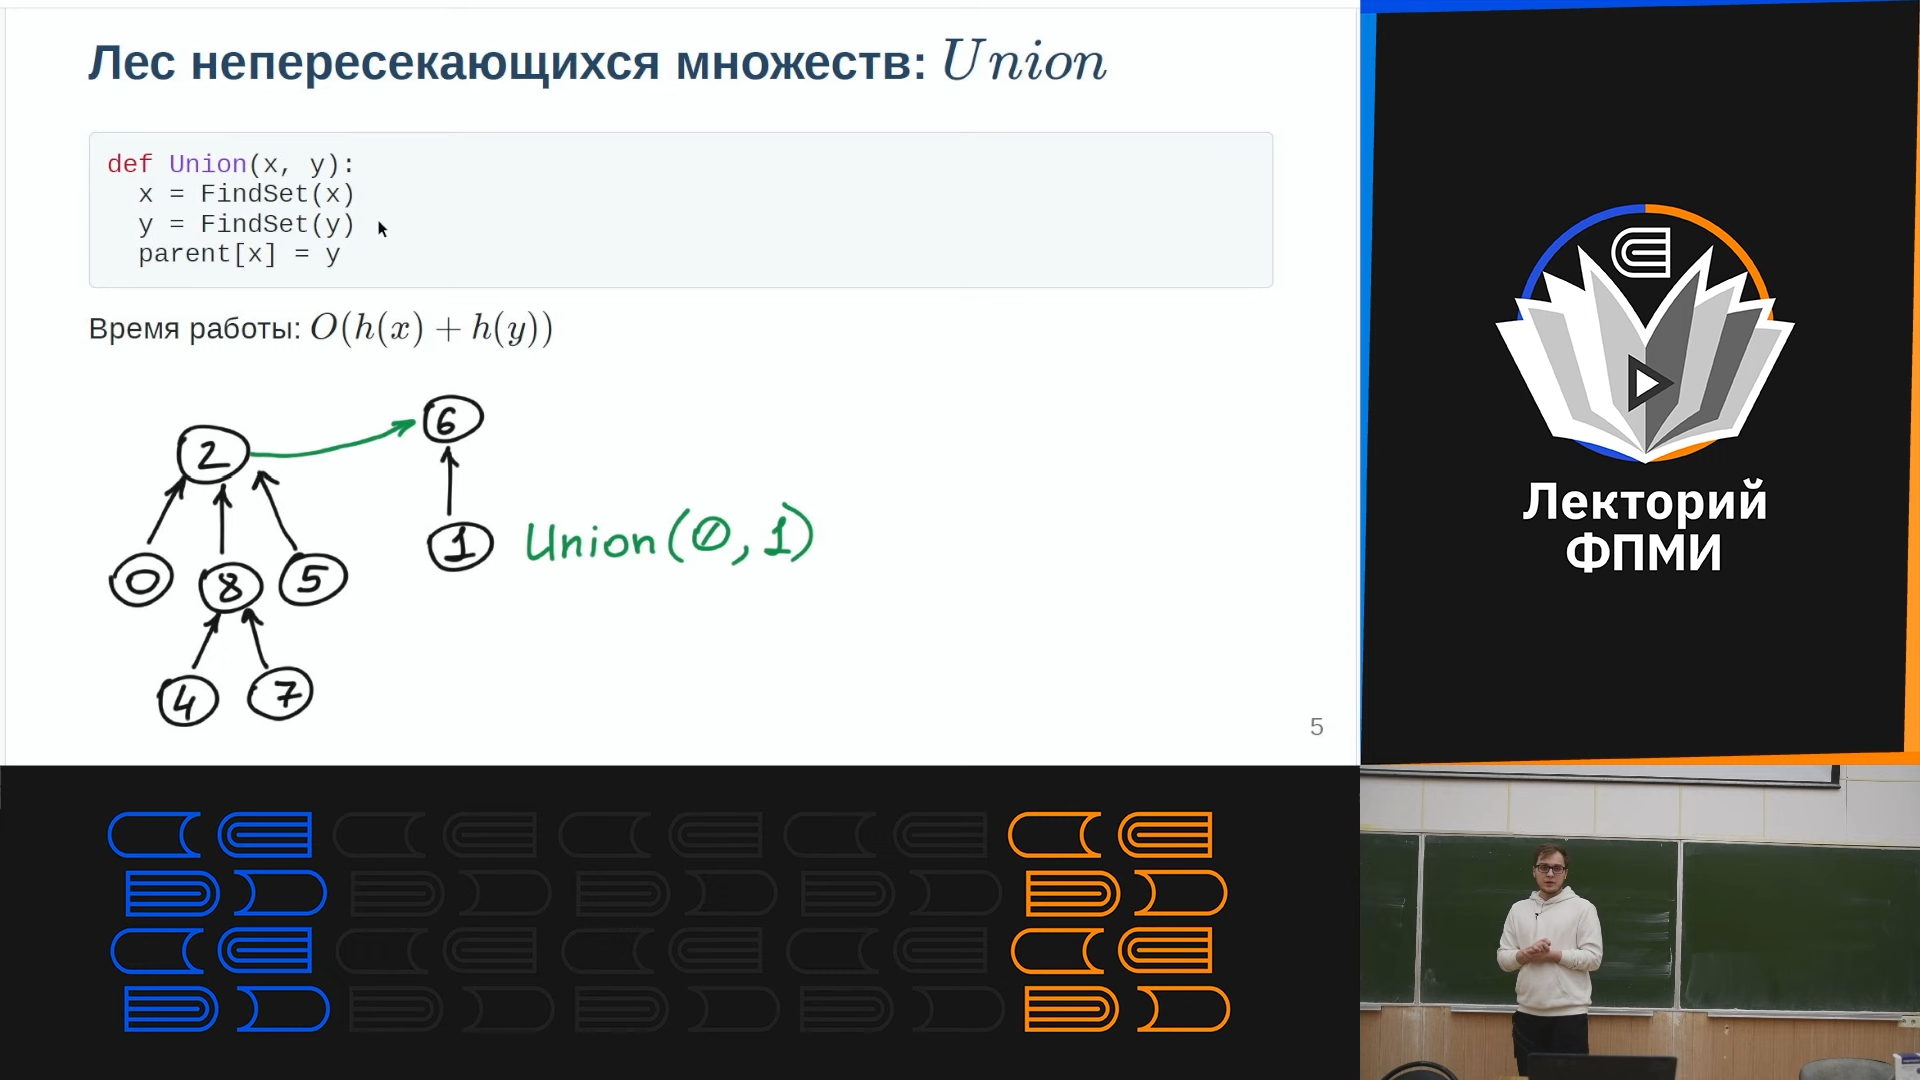 Лес непересекающихся множеств: Union
def Union(x, y):
x = FindSet(x)
y = FindSet(y)
parent[x] = y
Время работы: O(h(x) + h(y))
6
2
1
Union(0, 1)
0
8
5
4
7
5
Лекторий
ФПМИ